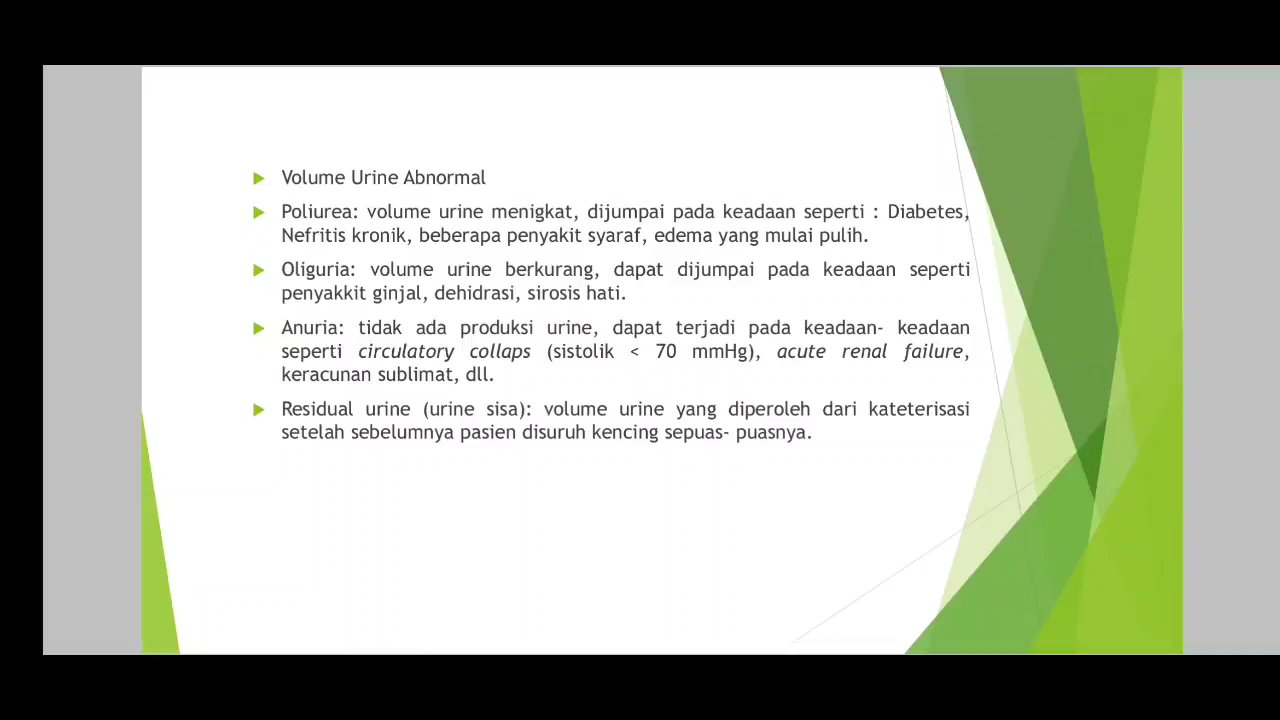 Volume Urine Abnormal
Poliurea: volume urine menigkat, dijumpai pada keadaan seperti : Diabetes,
Nefritis kronik, beberapa penyakit syaraf, edema yang mulai pulih.
Oliguria: volume urine berkurang, dapat dijumpai pada keadaan seperti
penyakkit ginjal, dehidrasi, sirosis hati.
Anuria: tidak ada produksi urine, dapat terjadi pada keadaan- keadaan
seperti circulatory collaps (sistolik < 70 mmHg), acute renal failure,
keracunan sublimat, dll.
Residual urine (urine sisa): volume urine yang diperoleh dari kateterisasi
setelah sebelumnya pasien disuruh kencing sepuas- puasnya.